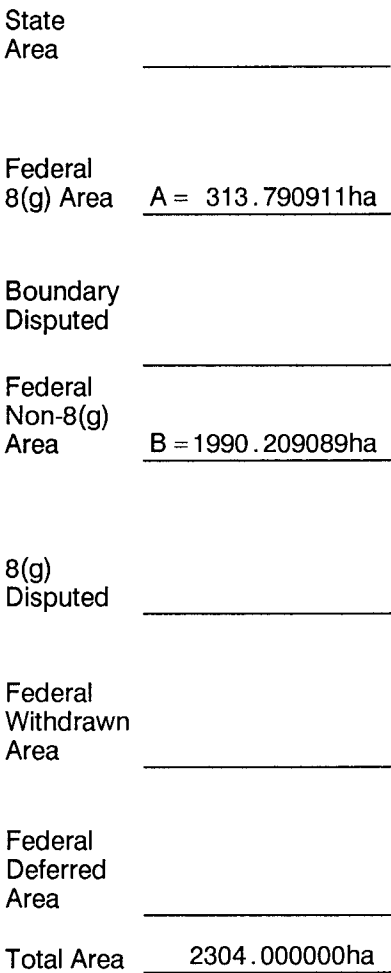 State
Area
Federal
8(g) Area A = 313.790911ha
Boundary
Disputed
Federal
Non-8(g)
Area B = 1990.209089ha
8(g)
Disputed
Federal
Withdrawn
Area
Federal
Deferred
Area
Total Area 2304.000000ha